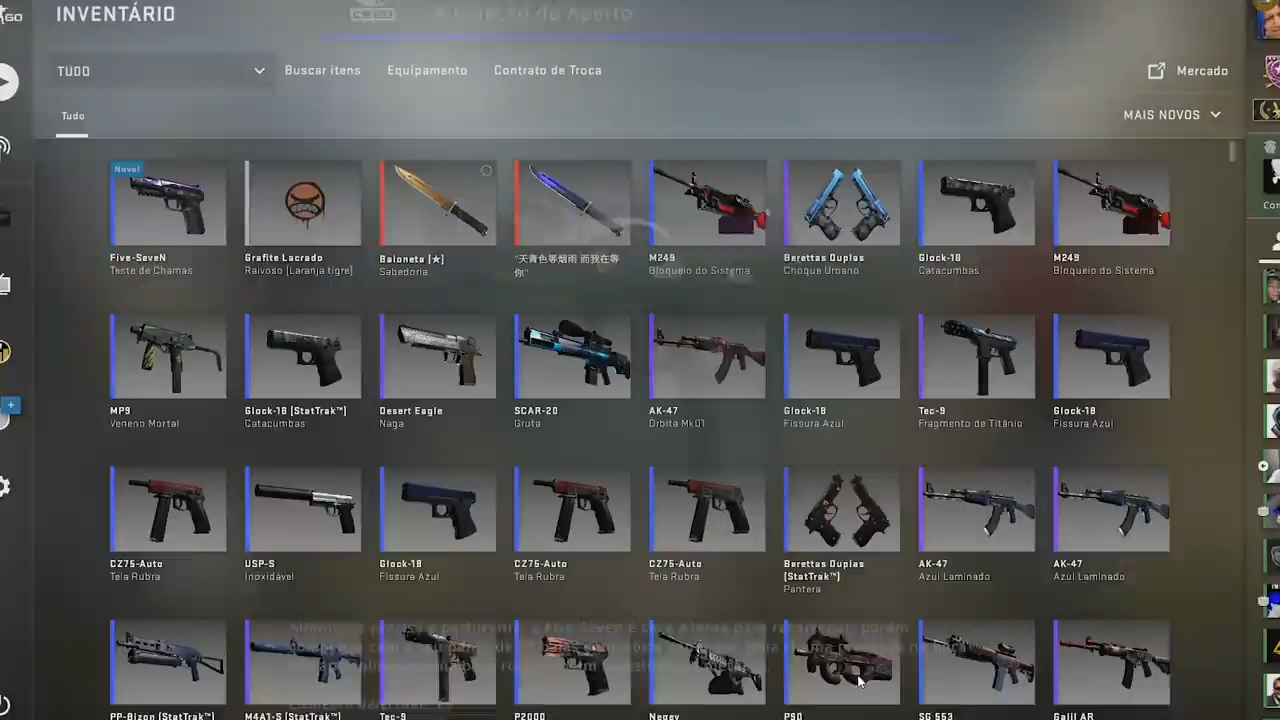 GO
INVENTÁRIO
TUDO
Buscar itens
Equipamento
Contrato de Troca
Mercado
Tudo
MAIS NOVOS
Novo!
Five-SeveN
Teste de Chamas
Grafite Lacrado
Raivoso (Laranja tigre)
Baioneta (★)
Sabedoria
"天青色等烟雨 而我在等
你"
M249
Bloqueio do Sistema
Berettas Duplas
Choque Urbano
Glock-18
Catacumbas
M249
Bloqueio do Sistema
MP9
Veneno Mortal
Glock-18 (StatTrak™)
Catacumbas
Desert Eagle
Naga
SCAR-20
Gruta
AK-47
Órbita Mk01
Glock-18
Fissura Azul
Tec-9
Fragmento de Titânio
Glock-18
Fissura Azul
CZ75-Auto
Teia Rubra
USP-S
Inoxidável
Glock-18
Fissura Azul
CZ75-Auto
Teia Rubra
CZ75-Auto
Teia Rubra
Berettas Duplas
(StatTrak™)
Pantera
AK-47
Azul Laminado
AK-47
Azul Laminado
PP-Bizon (StatTrak™)
M4A1-S (StatTrak™)
Tec-9
P2000
Negev
P90
SG 553
Galil AR